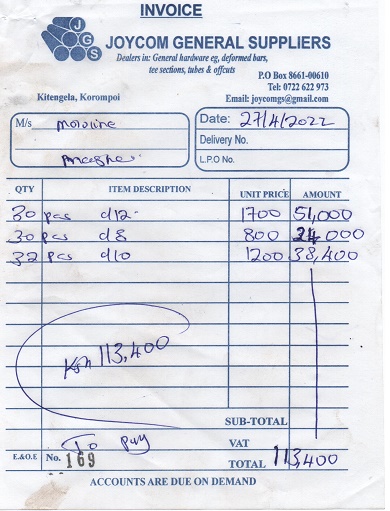 INVOICE
JGS
JOYCOM GENERAL SUPPLIERS
Dealers in: General hardware eg, deformed bars,
tee sections, tubes & offcuts
P.O Box 8661-00610
Tel: 0722 622 973
Kitengela, Korompoi
Email: joycomgs@gmail.com
M/s
Date: 27/4/2022
Delivery No.
L.P.O No.
QTY ITEM DESCRIPTION UNIT PRICE AMOUNT
30 pcs d12 1700 51,000
30 pcs d8 800 24 000
32 pcs d10 1200 38,400
Ksh 113,400
SUB-TOTAL
To pay
VAT
E.&O.E No. 169 TOTAL 113,400
ACCOUNTS ARE DUE ON DEMAND